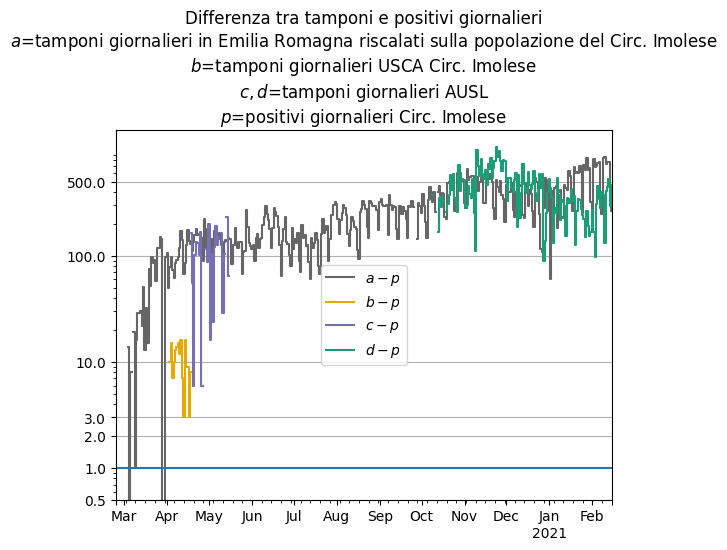 Differenza tra tamponi e positivi giornalieri
a=tamponi giornalieri in Emilia Romagna riscalati sulla popolazione del Circ. Imolese
b=tamponi giornalieri USCA Circ. Imolese
c, d=tamponi giornalieri AUSL
p=positivi giornalieri Circ. Imolese
500.0
100.0
10.0
3.0
2.0
1.0
0.5
a − p
b − p
c − p
d − p
Mar Apr May Jun Jul Aug Sep Oct Nov Dec Jan Feb
2021